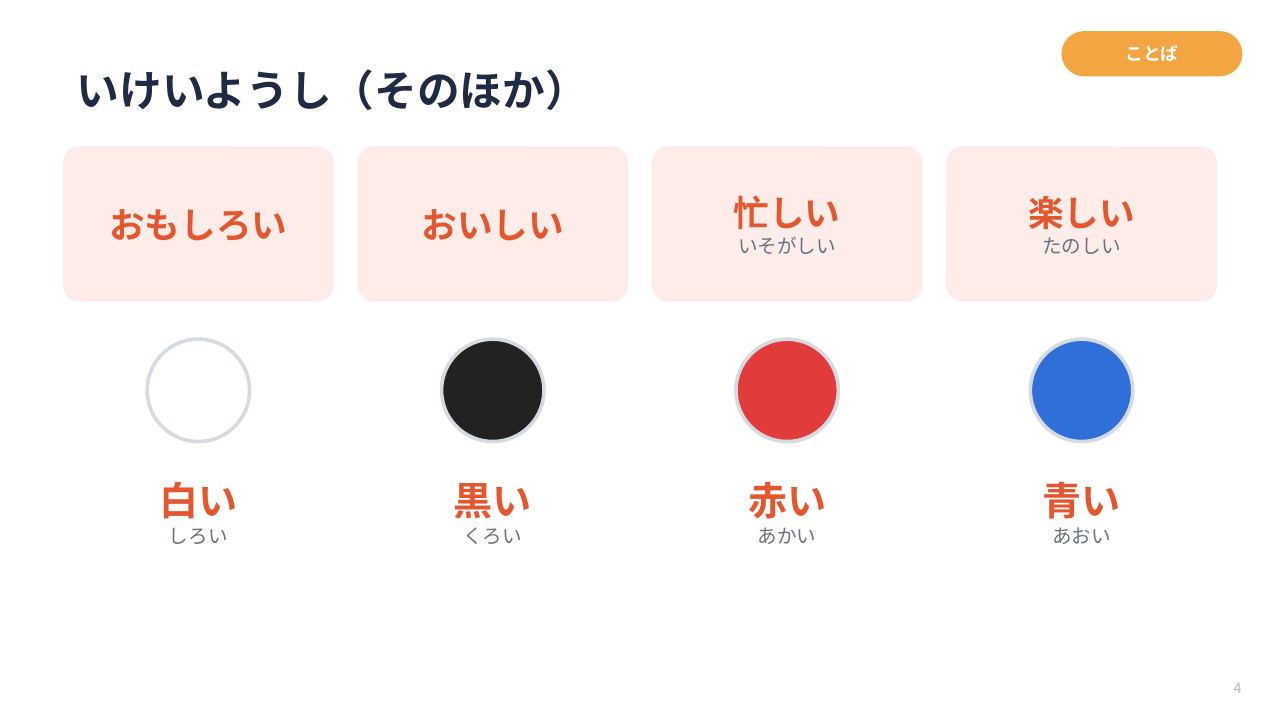 ことば
いけいようし（そのほか）
おもしろい
おいしい
忙しい
いそがしい
楽しい
たのしい
白い
しろい
黒い
くろい
赤い
あかい
青い
あおい
4